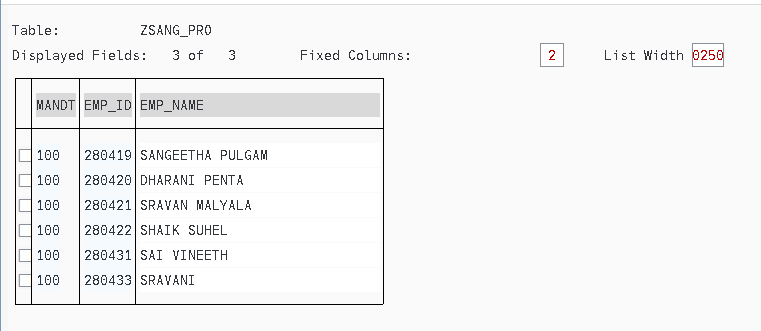 Table: ZSANG_PRO
Displayed Fields: 3 of 3 Fixed Columns: 2 List Width 0250
MANDT EMP_ID EMP_NAME
100 280419 SANGEETHA PULGAM
100 280420 DHARANI PENTA
100 280421 SRAVAN MALYALA
100 280422 SHAIK SUHEL
100 280431 SAI VINEETH
100 280433 SRAVANI